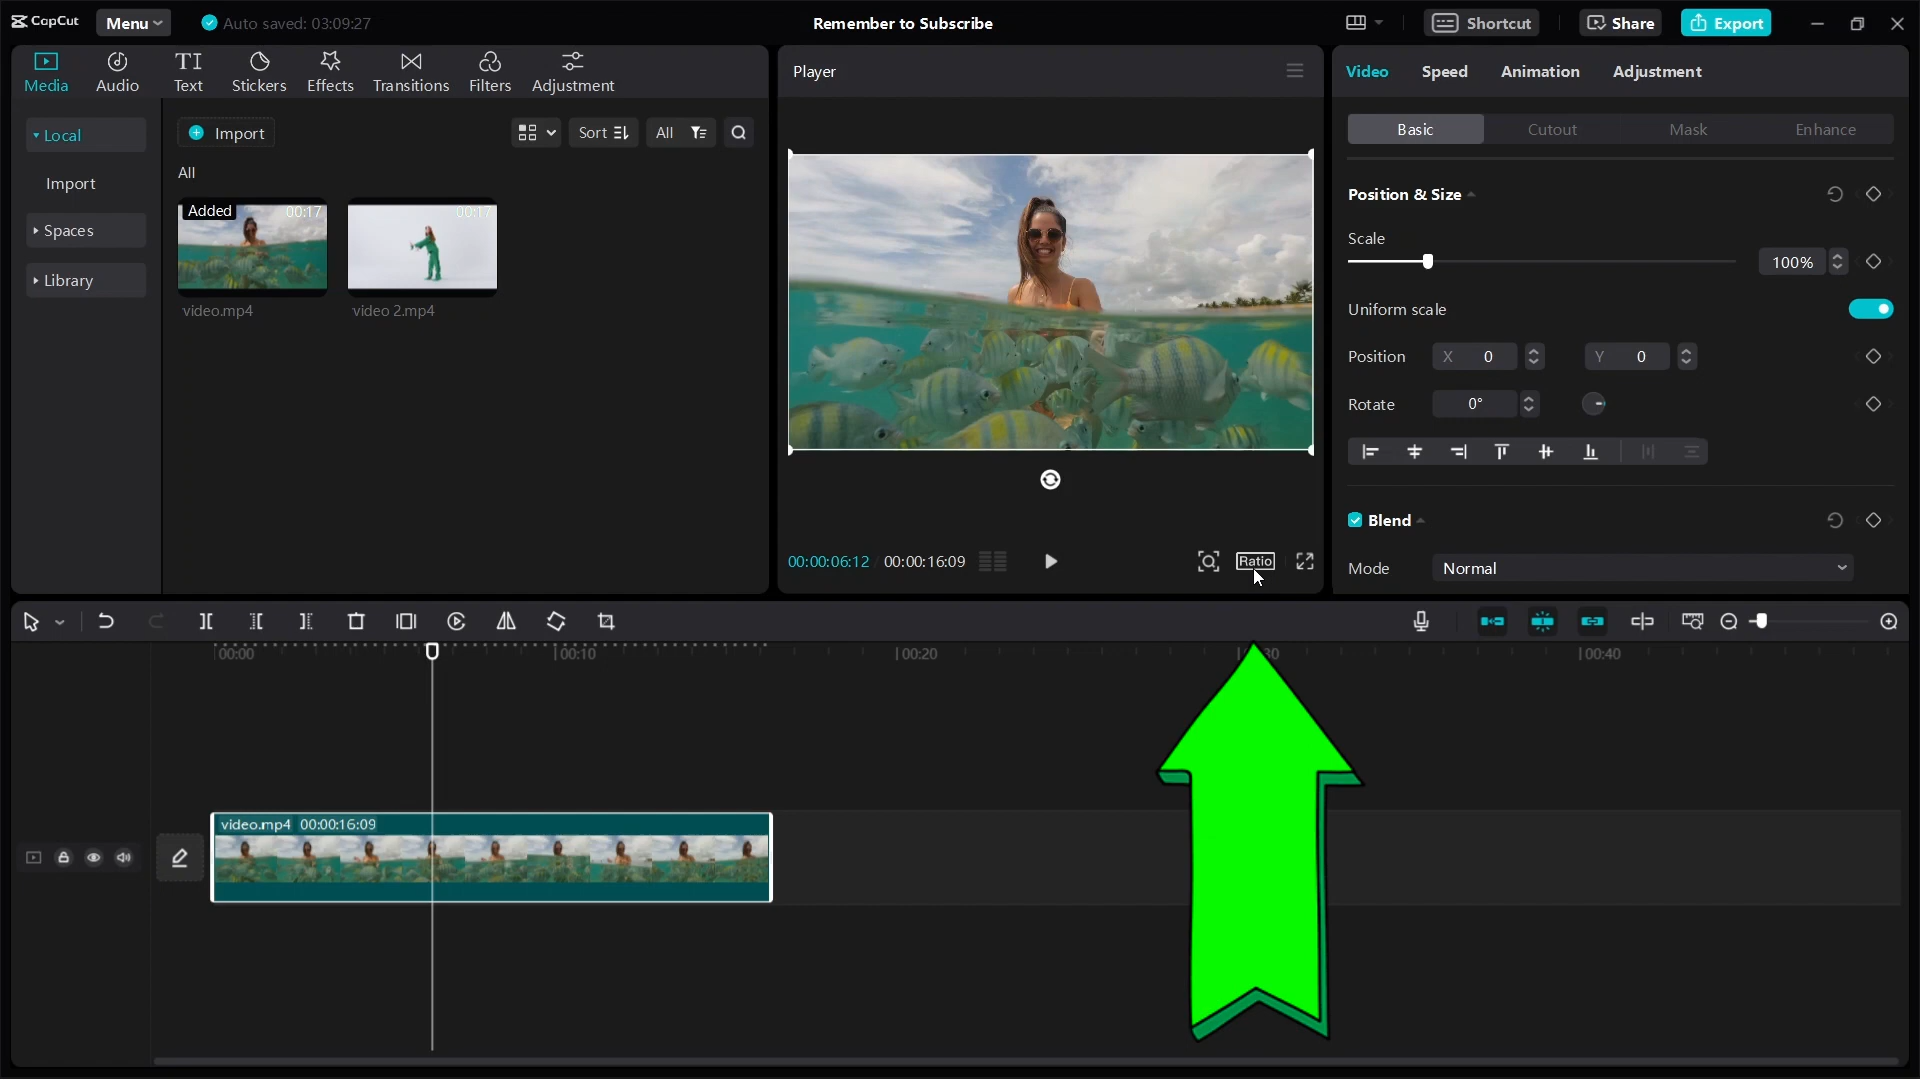 CapCut
Menu
Auto saved: 03:09:27
Remember to Subscribe
Shortcut
Share
Export
Media
Audio
TI
Text
Stickers
Effects
Transitions
Filters
Adjustment
Player
Video
Speed
Animation
Adjustment
Local
Import
Spaces
Library
Import
Sort
All
All
Added
00:17
00:17
video.mp4
video 2.mp4
Basic
Cutout
Mask
Enhance
Position & Size
Scale
100%
Uniform scale
Position
X 0
Y 0
Rotate
0°
Blend
Mode
Normal
00:00:06:12 / 00:00:16:09
Ratio
00:00
00:10
00:20
30
00:40
video.mp4 00:00:16:09